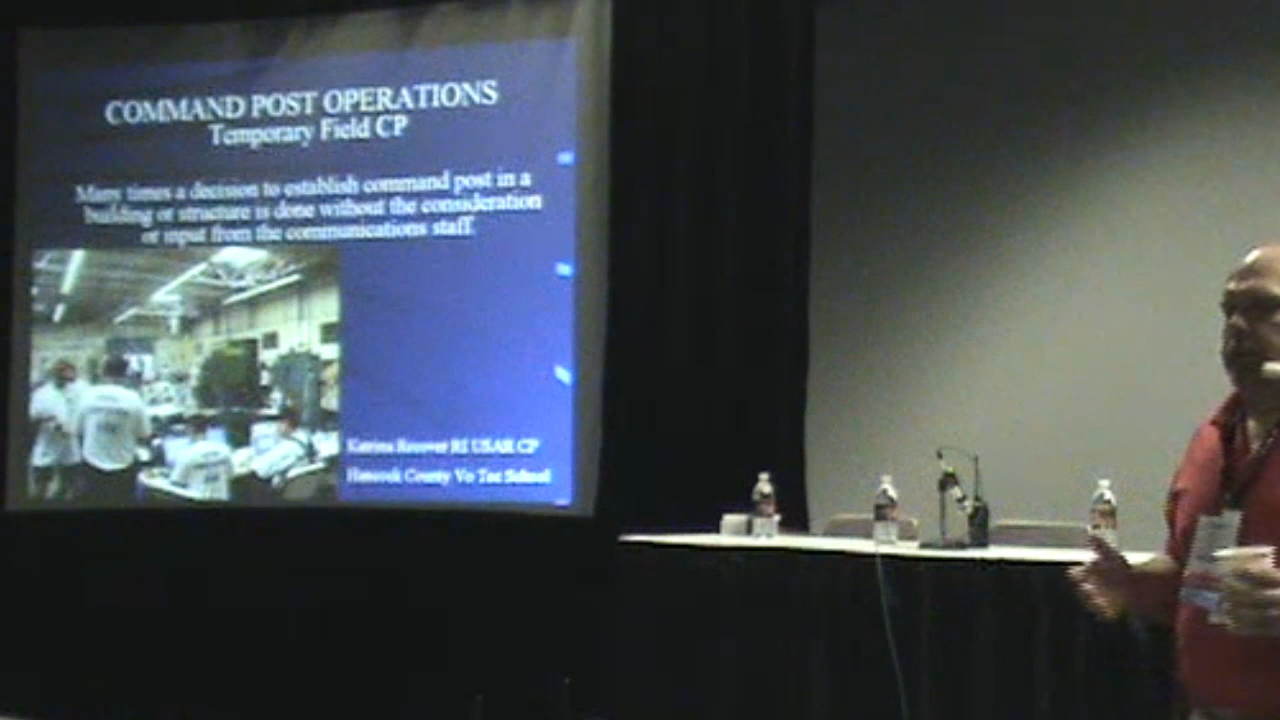 COMMAND POST OPERATIONS
Temporary Field CP
Many times a decision to establish command post in a
building or structure is done without the consideration
or input from the communications staff.
Katrina Recover RI USAR CP
Hancock County Vo Tec School